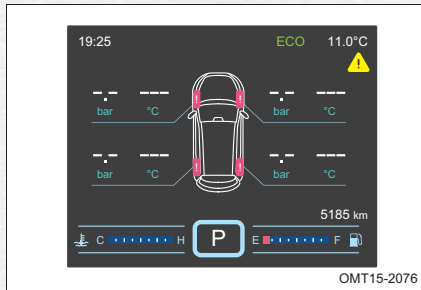 19:25 ECO 11.0°C
-.- --- -.- ---
bar °C bar °C
-.- --- -.- ---
bar °C bar °C
5185 km
C H P E F
OMT15-2076